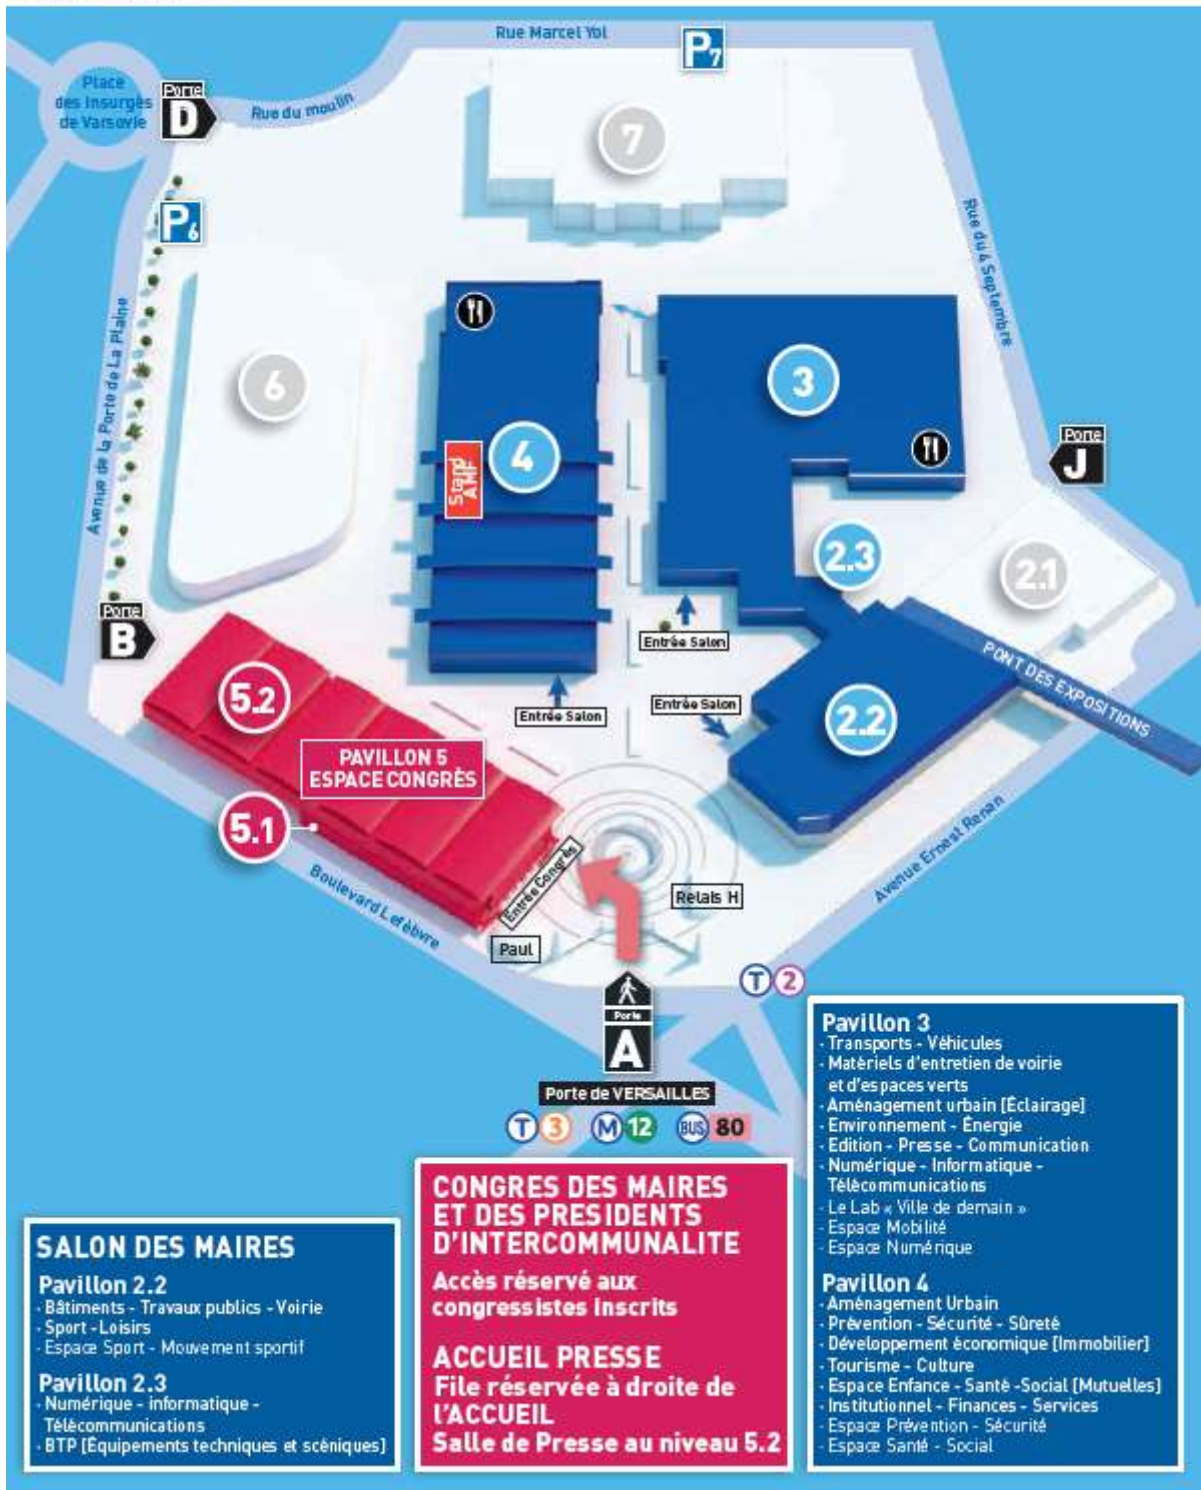 Rue Marcel Yol
P7
Place
des Insurgès
de Varsovie
Porte
D
Rue du moulin
7
P6
Rue du 4 Septembre
Avenue de la Porte de La Plaine
6
3
4
Stand
AMF
Porte
J
2.3
2.1
Porte
B
Entrée Salon
PONT DES EXPOSITIONS
5.2
Entrée Salon
Entrée Salon
2.2
PAVILLON 5
ESPACE CONGRÈS
5.1
Entrée Congrès
Avenue Ernest Renan
Boulevard Lefèbvre
Relais H
Paul
T 2
Porte
A
Porte de VERSAILLES
T 3 M 12 BUS 80
SALON DES MAIRES
Pavillon 2.2
- Bâtiments - Travaux publics - Voirie
- Sport - Loisirs
- Espace Sport - Mouvement sportif
Pavillon 2.3
- Numérique - informatique -
Télécommunications
- BTP [Équipements techniques et scéniques]
CONGRES DES MAIRES
ET DES PRESIDENTS
D'INTERCOMMUNALITE
Accès réservé aux
congressistes Inscrits
ACCUEIL PRESSE
File réservée à droite de
l'ACCUEIL
Salle de Presse au niveau 5.2
Pavillon 3
- Transports - Véhicules
- Matériels d'entretien de voirie
et d'espaces verts
- Aménagement urbain [Éclairage]
- Environnement - Énergie
- Edition - Presse - Communication
- Numérique - Informatique -
Télécommunications
- Le Lab « Ville de demain »
- Espace Mobilité
- Espace Numérique
Pavillon 4
- Aménagement Urbain
- Prévention - Sécurité - Sûreté
- Développement économique [Immobilier]
- Tourisme - Culture
- Espace Enfance - Santé -Social [Mutuelles]
- Institutionnel - Finances - Services
- Espace Prévention - Sécurité
- Espace Santé - Social